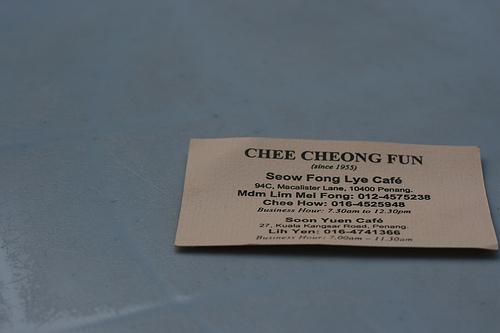 CHEE CHEONG FUN
(since 1955)
Seow Fong Lye Café
94C, Macalister Lane, 10400 Penang.
Mdm Lim Mei Fong: 012-4575238
Chee How: 016-4525948
Business Hour: 7.30am to 12.30pm
Soon Yuen Café
27, Kuala Kangsar Road, Penang.
Lih Yen: 016-4741366
Business Hour: 7.00am – 11.30am